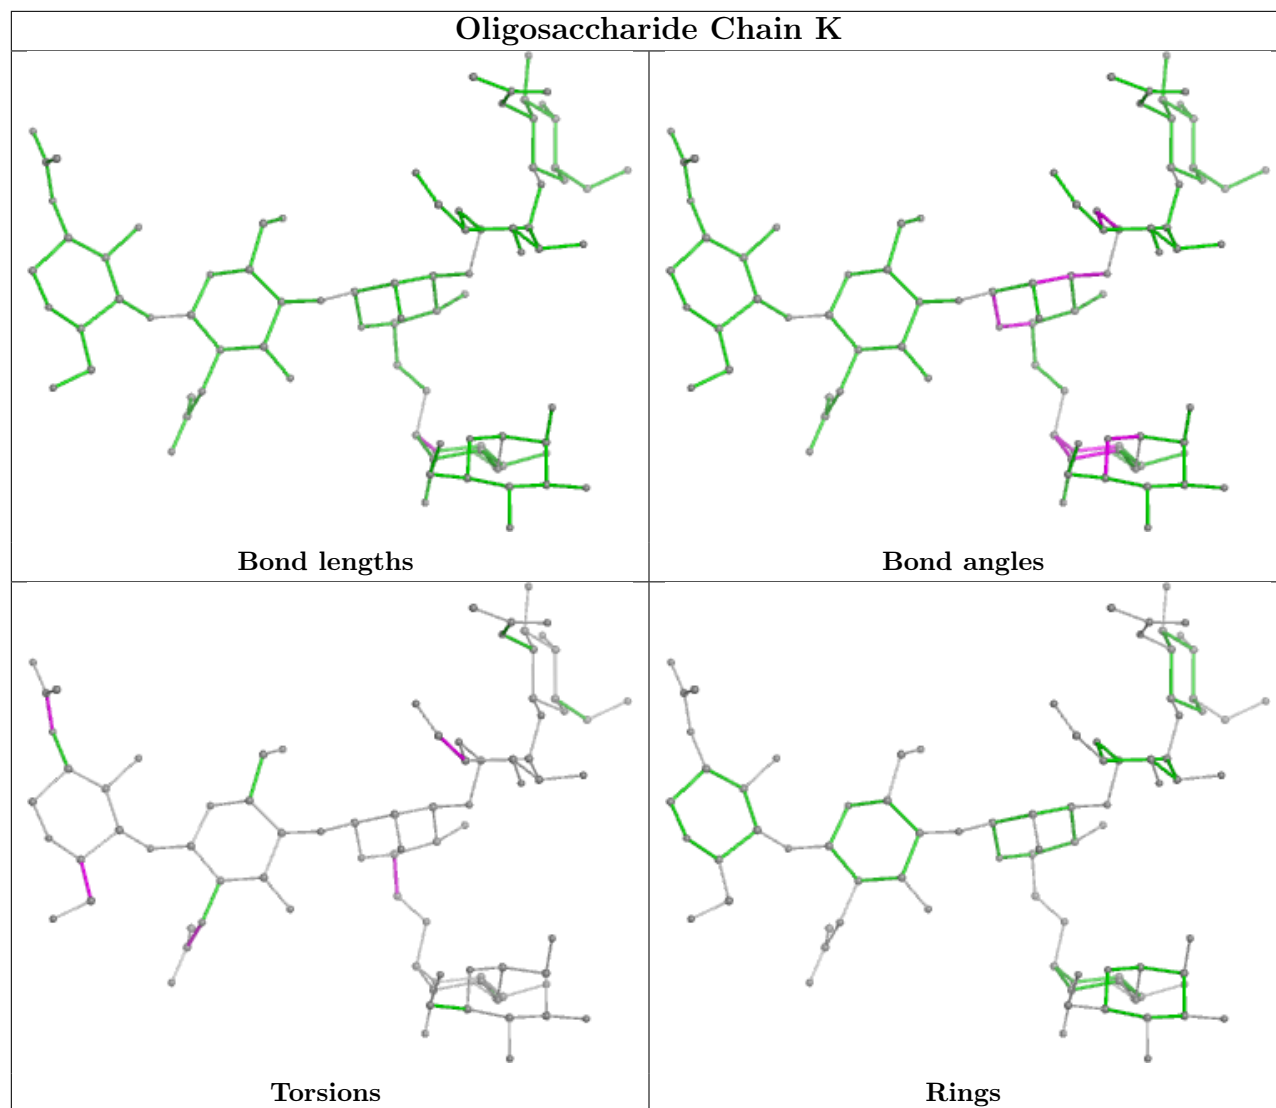 Oligosaccharide Chain K
Bond lengths
Bond angles
Torsions
Rings